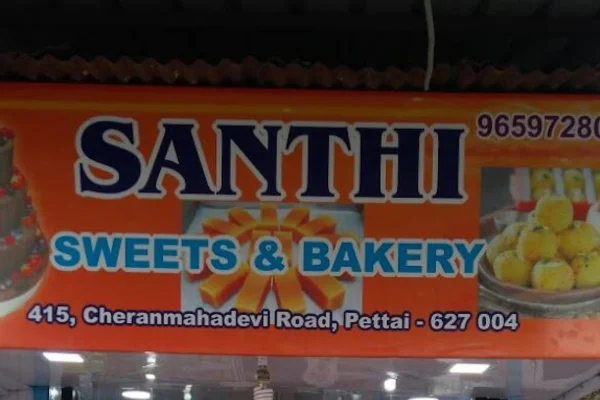 SANTHI
96597280
SWEETS & BAKERY
415, Cheranmahadevi Road, Pettai - 627 004